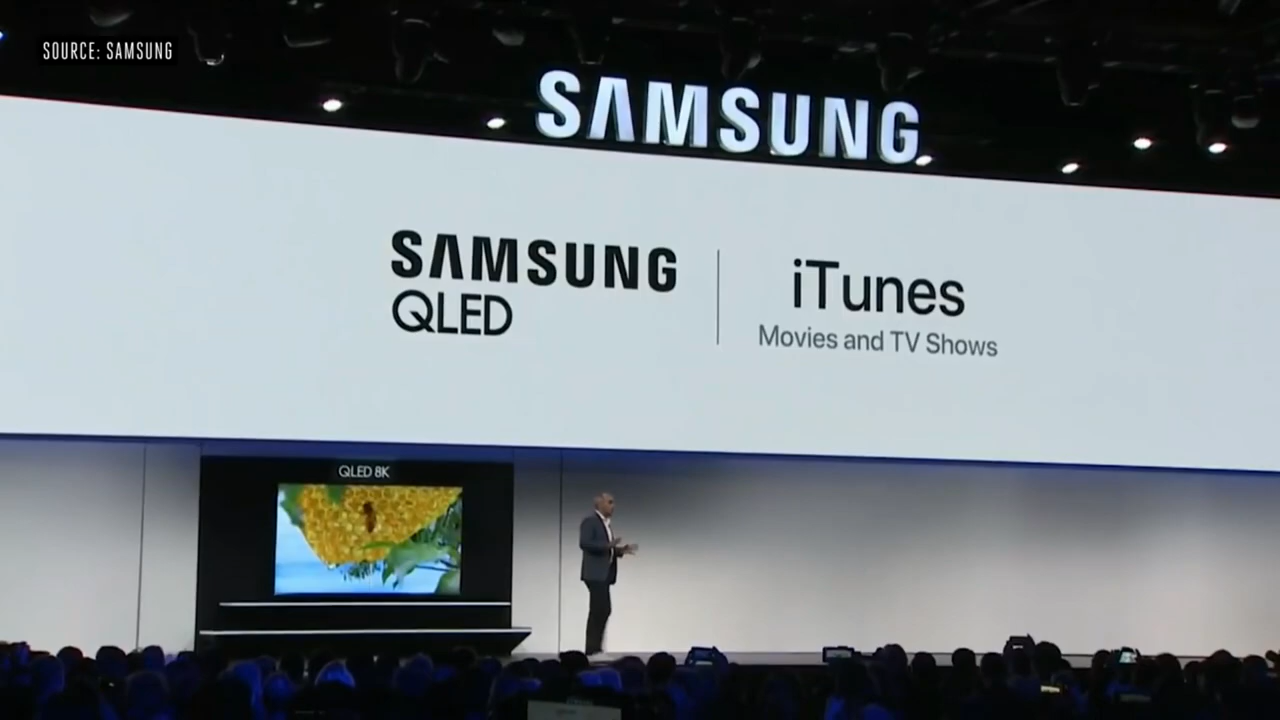 SOURCE: SAMSUNG
SAMSUNG
SAMSUNG
QLED
iTunes
Movies and TV Shows
QLED 8K